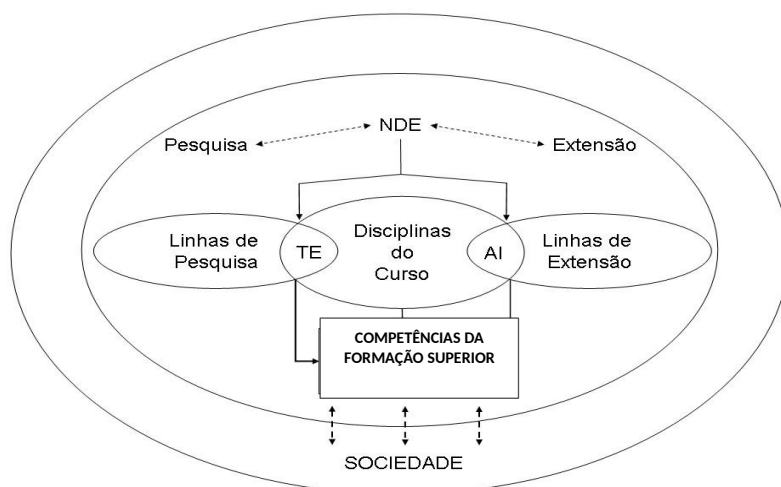 NDE
Pesquisa
Extensão
Linhas de
Pesquisa
TE
Disciplinas
do
Curso
AI
Linhas de
Extensão
COMPETÊNCIAS DA
FORMAÇÃO SUPERIOR
SOCIEDADE